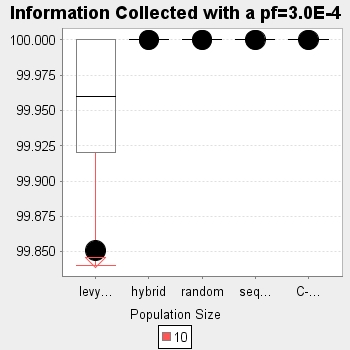 Information Collected with a pf=3.0E-4
100.000
99.975
99.950
99.925
99.900
99.875
99.850
levy... hybrid random seq... C-...
Population Size
10